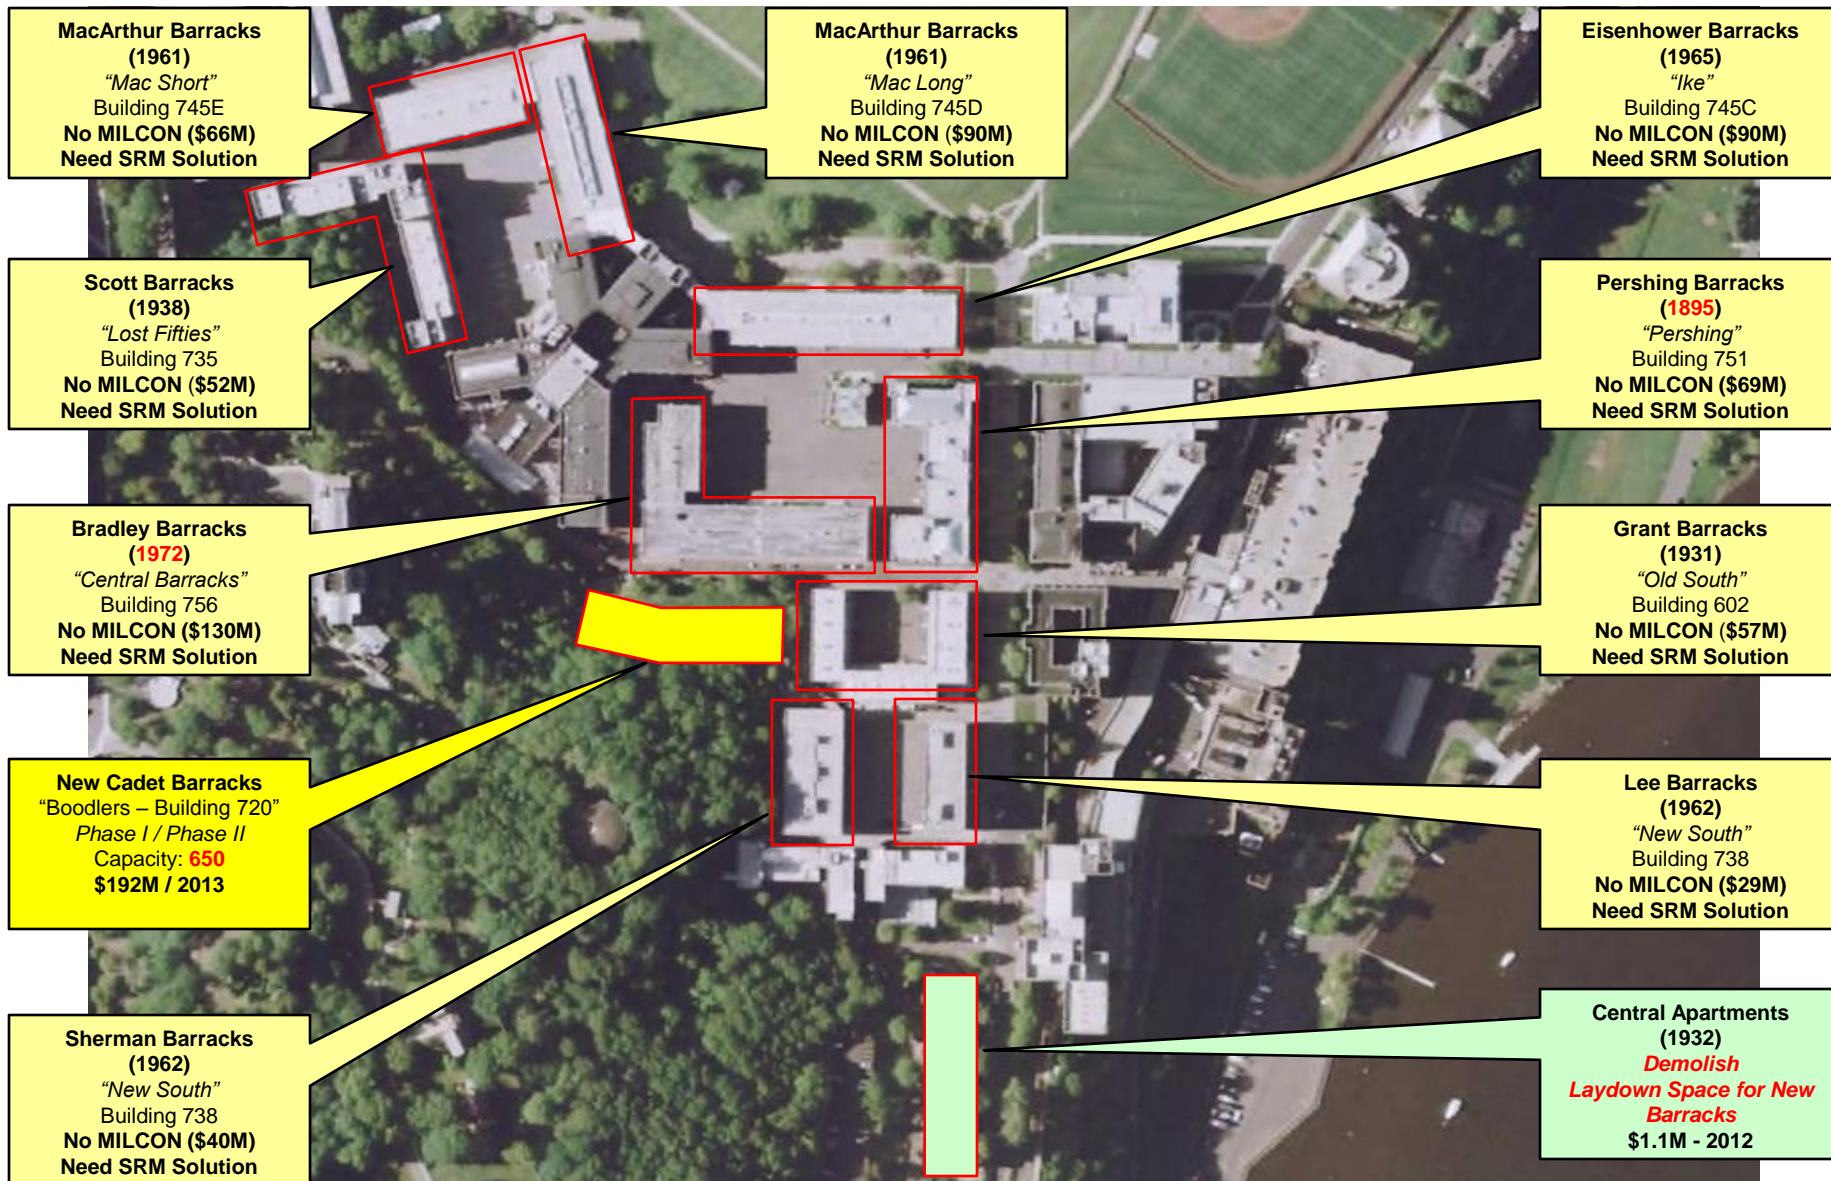 MacArthur Barracks
(1961)
“Mac Short”
Building 745E
No MILCON ($66M)
Need SRM Solution
MacArthur Barracks
(1961)
“Mac Long”
Building 745D
No MILCON ($90M)
Need SRM Solution
Eisenhower Barracks
(1965)
“Ike”
Building 745C
No MILCON ($90M)
Need SRM Solution
Scott Barracks
(1938)
“Lost Fifties”
Building 735
No MILCON ($52M)
Need SRM Solution
Pershing Barracks
(1895)
“Pershing”
Building 751
No MILCON ($69M)
Need SRM Solution
Bradley Barracks
(1972)
“Central Barracks”
Building 756
No MILCON ($130M)
Need SRM Solution
Grant Barracks
(1931)
“Old South”
Building 602
No MILCON ($57M)
Need SRM Solution
New Cadet Barracks
“Boodlers – Building 720”
Phase I / Phase II
Capacity: 650
$192M / 2013
Lee Barracks
(1962)
“New South”
Building 738
No MILCON ($29M)
Need SRM Solution
Sherman Barracks
(1962)
“New South”
Building 738
No MILCON ($40M)
Need SRM Solution
Central Apartments
(1932)
Demolish
Laydown Space for New
Barracks
$1.1M - 2012